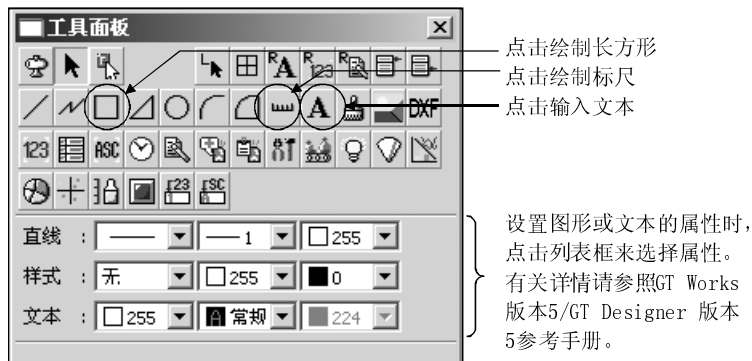 工具面板
点击绘制长方形
点击绘制标尺
点击输入文本
RA R123 R
A DXF
123 ASC
123 SC
直线 : 1 255
样式 : 无 255 0
文本 : 255 A 常规 224
设置图形或文本的属性时，
点击列表框来选择属性。
有关详情请参照GT Works
版本5/GT Designer 版本
5参考手册。